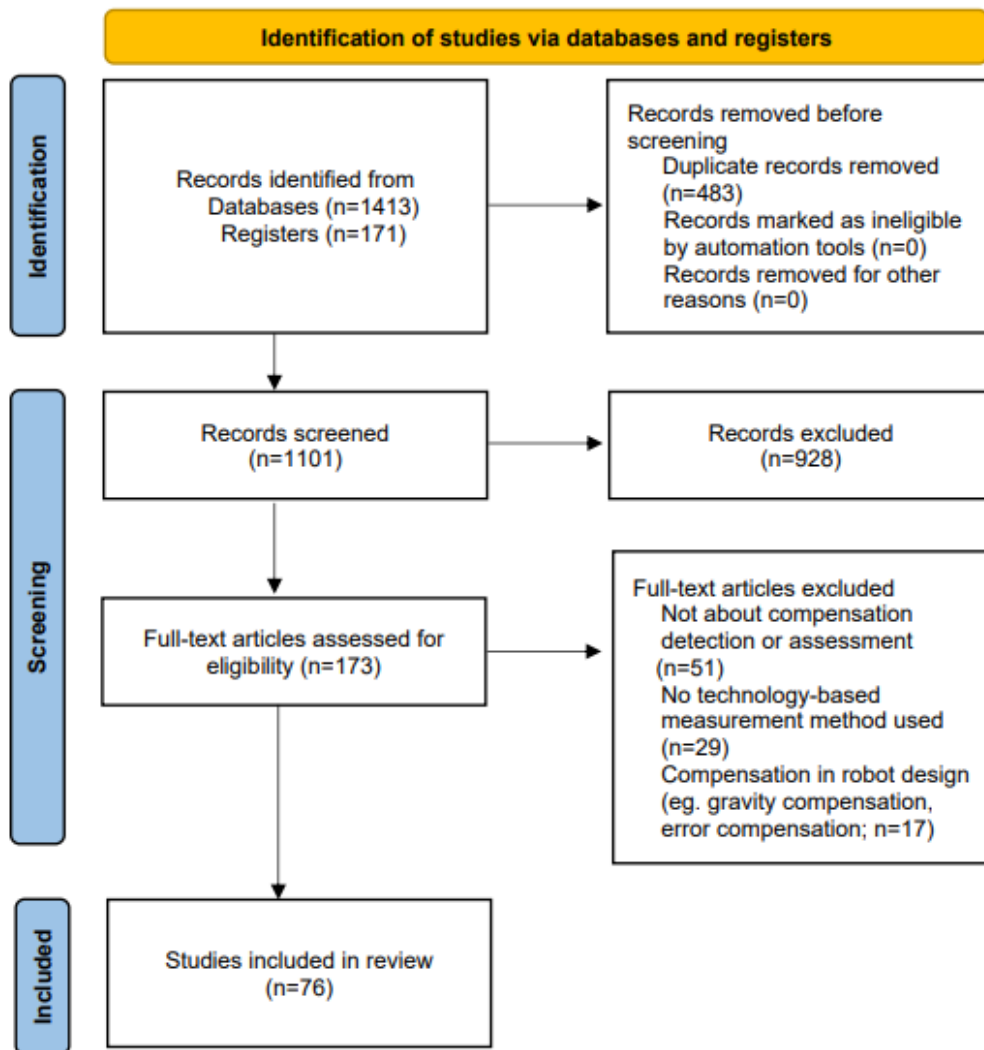 Identification of studies via databases and registers
Identification
Records identified from
Databases (n=1413)
Registers (n=171)
Records removed before
screening
Duplicate records removed
(n=483)
Records marked as ineligible
by automation tools (n=0)
Records removed for other
reasons (n=0)
Screening
Records screened
(n=1101)
Records excluded
(n=928)
Full-text articles assessed for
eligibility (n=173)
Full-text articles excluded
Not about compensation
detection or assessment
(n=51)
No technology-based
measurement method used
(n=29)
Compensation in robot design
(eg. gravity compensation,
error compensation; n=17)
Included
Studies included in review
(n=76)